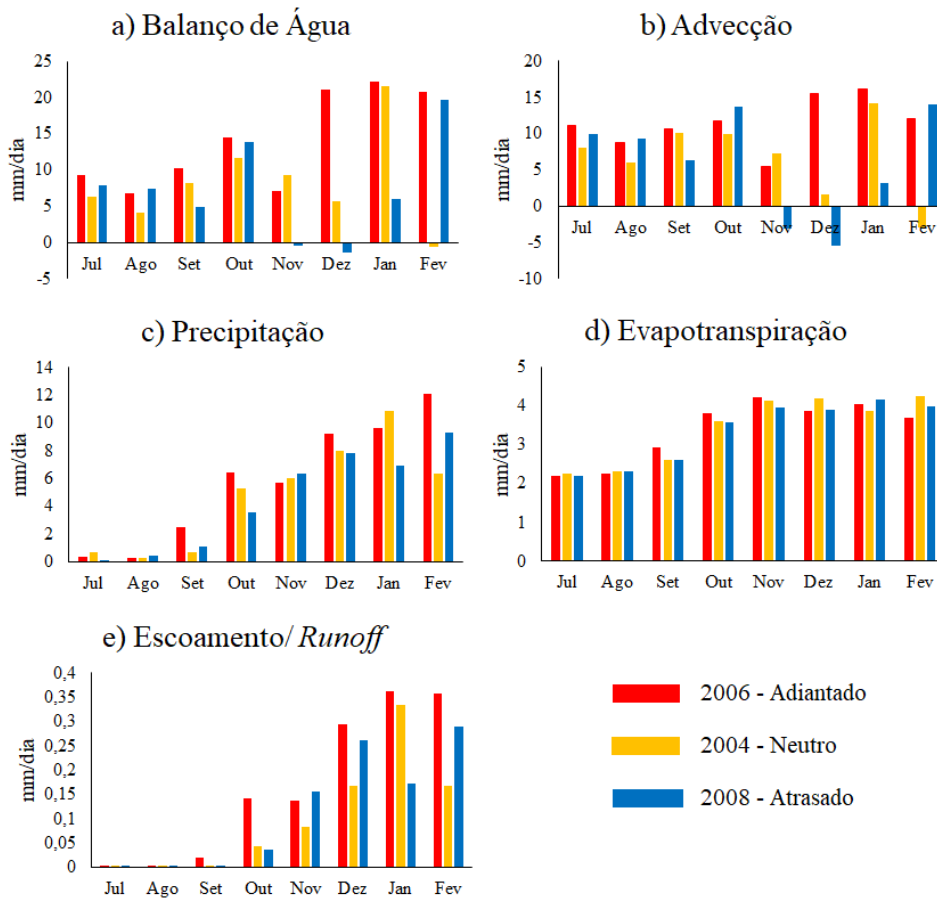 a) Balanço de Água
25
20
15
10
5
0
-5
mm/dia
Jul Ago Set Out Nov Dez Jan Fev
b) Advecção
20
15
10
5
0
-5
-10
mm/dia
Jul Ago Set Out Nov Dez Jan Fev
c) Precipitação
14
12
10
8
6
4
2
0
mm/dia
Jul Ago Set Out Nov Dez Jan Fev
d) Evapotranspiração
5
4
3
2
1
0
mm/dia
Jul Ago Set Out Nov Dez Jan Fev
e) Escoamento/ Runoff
0,4
0,35
0,3
0,25
0,2
0,15
0,1
0,05
0
mm/dia
Jul Ago Set Out Nov Dez Jan Fev
2006 - Adiantado
2004 - Neutro
2008 - Atrasado